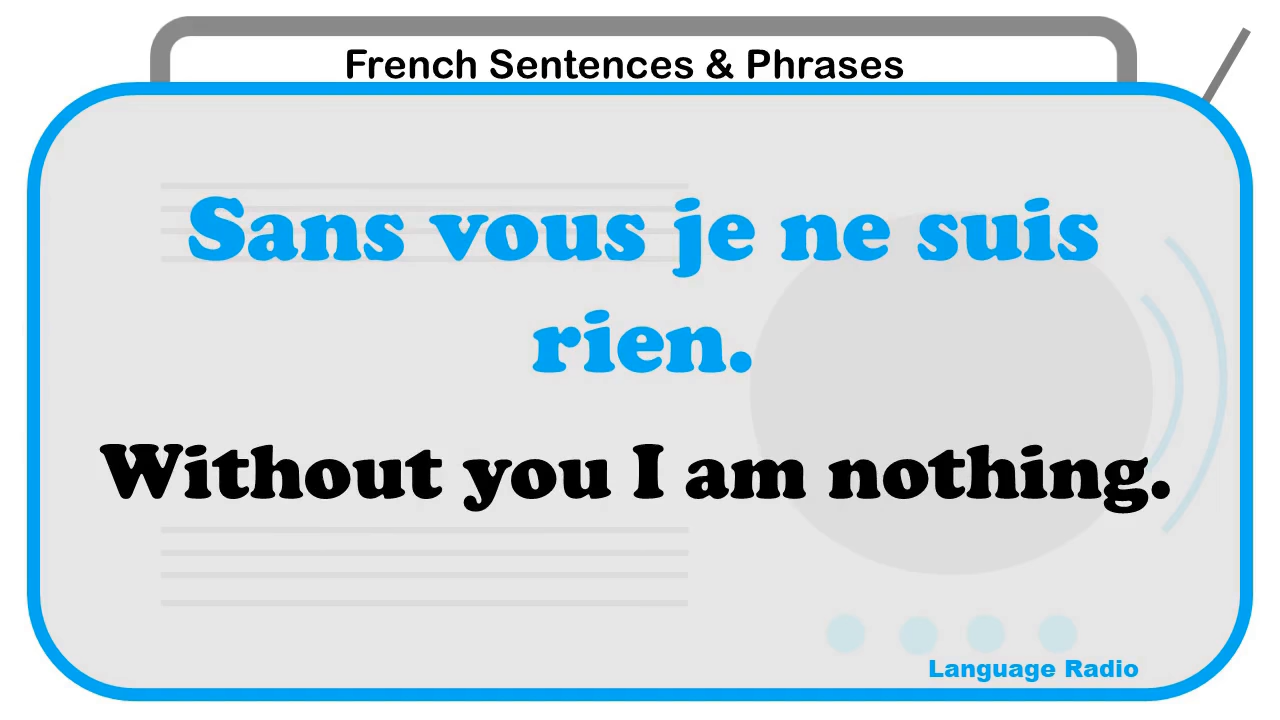 French Sentences & Phrases
Sans vous je ne suis
rien.
Without you I am nothing.
Language Radio